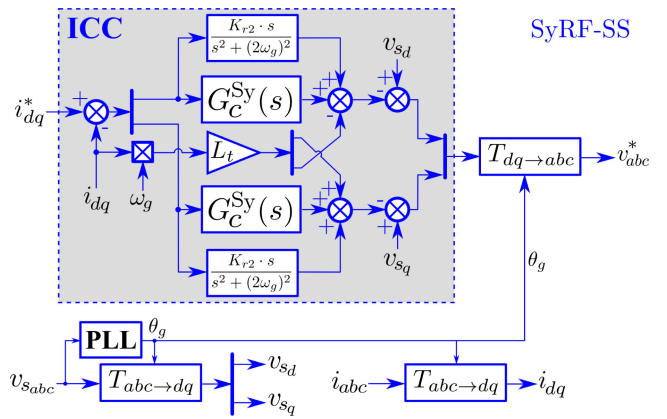 ICC
SyRF-SS
K_{r2} · s
s² + (2ω_g)²
v_{s_d}
+
+
i*_{dq}
+
-
G_c^{Sy}(s)
+
-
-
+
L_t
T_{dq→abc}
v*_{abc}
i_{dq}
ω_g
+
+
G_c^{Sy}(s)
+
-
+
K_{r2} · s
s² + (2ω_g)²
v_{s_q}
θ_g
PLL
θ_g
v_{s_{abc}}
T_{abc→dq}
v_{s_d}
v_{s_q}
i_{abc}
T_{abc→dq}
i_{dq}